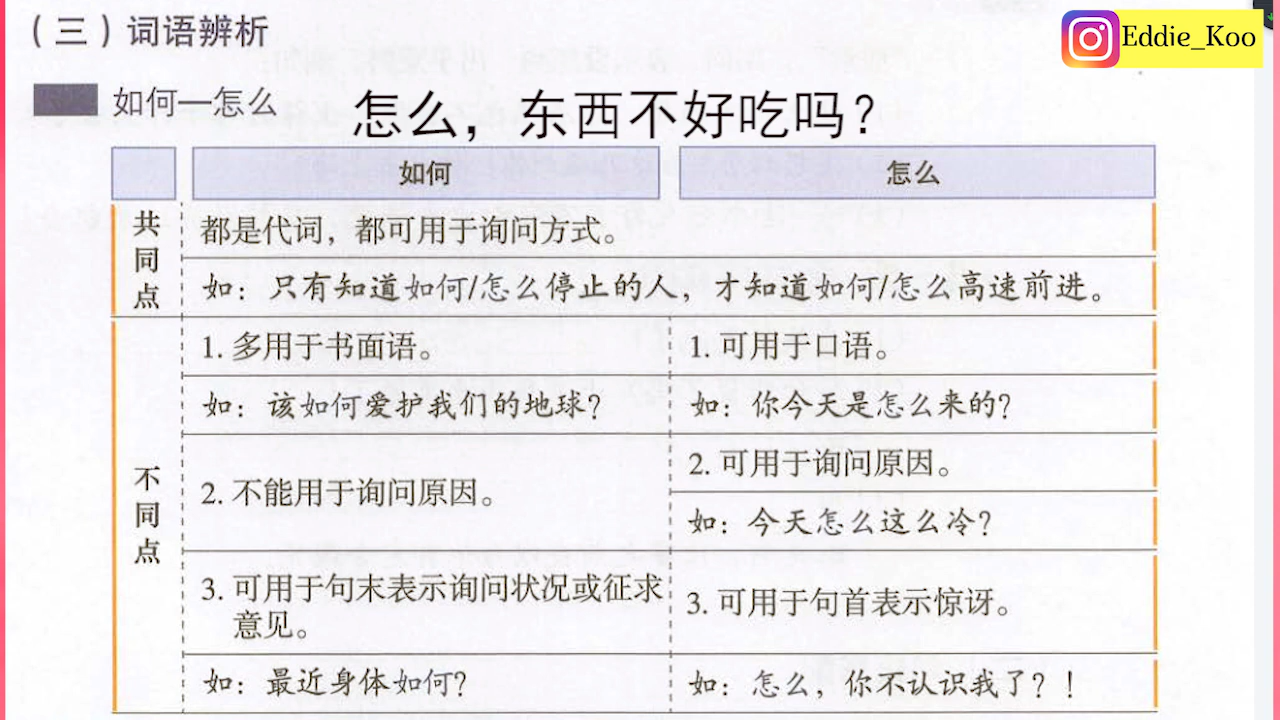 （三）词语辨析
Eddie_Koo
如何—怎么
怎么，东西不好吃吗？
如何
怎么
共同点
都是代词，都可用于询问方式。
如：只有知道如何/怎么停止的人，才知道如何/怎么高速前进。
不同点
1. 多用于书面语。
1. 可用于口语。
如：该如何爱护我们的地球？
如：你今天是怎么来的？
2. 不能用于询问原因。
2. 可用于询问原因。
如：今天怎么这么冷？
3. 可用于句末表示询问状况或征求
意见。
3. 可用于句首表示惊讶。
如：最近身体如何？
如：怎么，你不认识我了？！